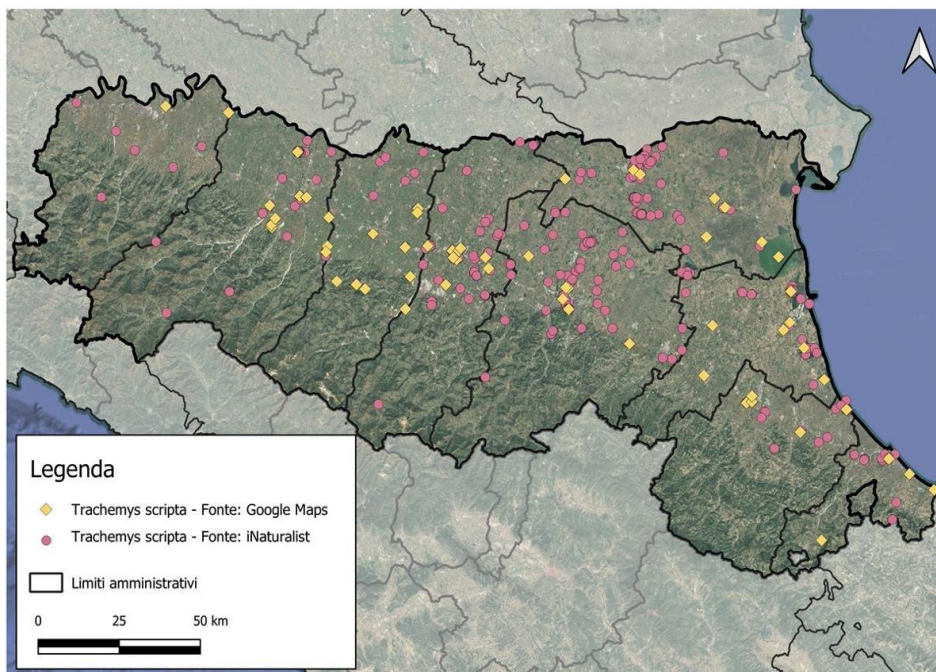 Legenda
Trachemys scripta - Fonte: Google Maps
Trachemys scripta - Fonte: iNaturalist
Limiti amministrativi
0 25 50 km